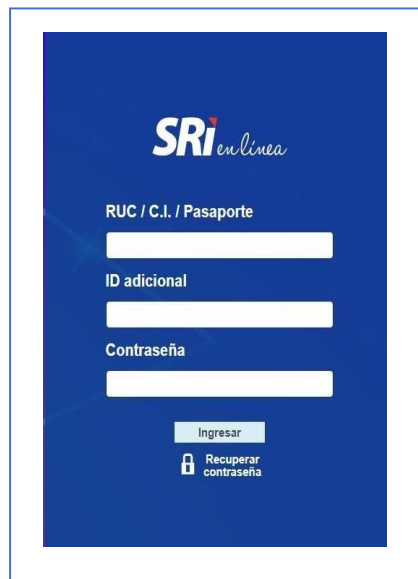 SRi en línea
RUC / C.I. / Pasaporte
ID adicional
Contraseña
Ingresar
Recuperar
contraseña